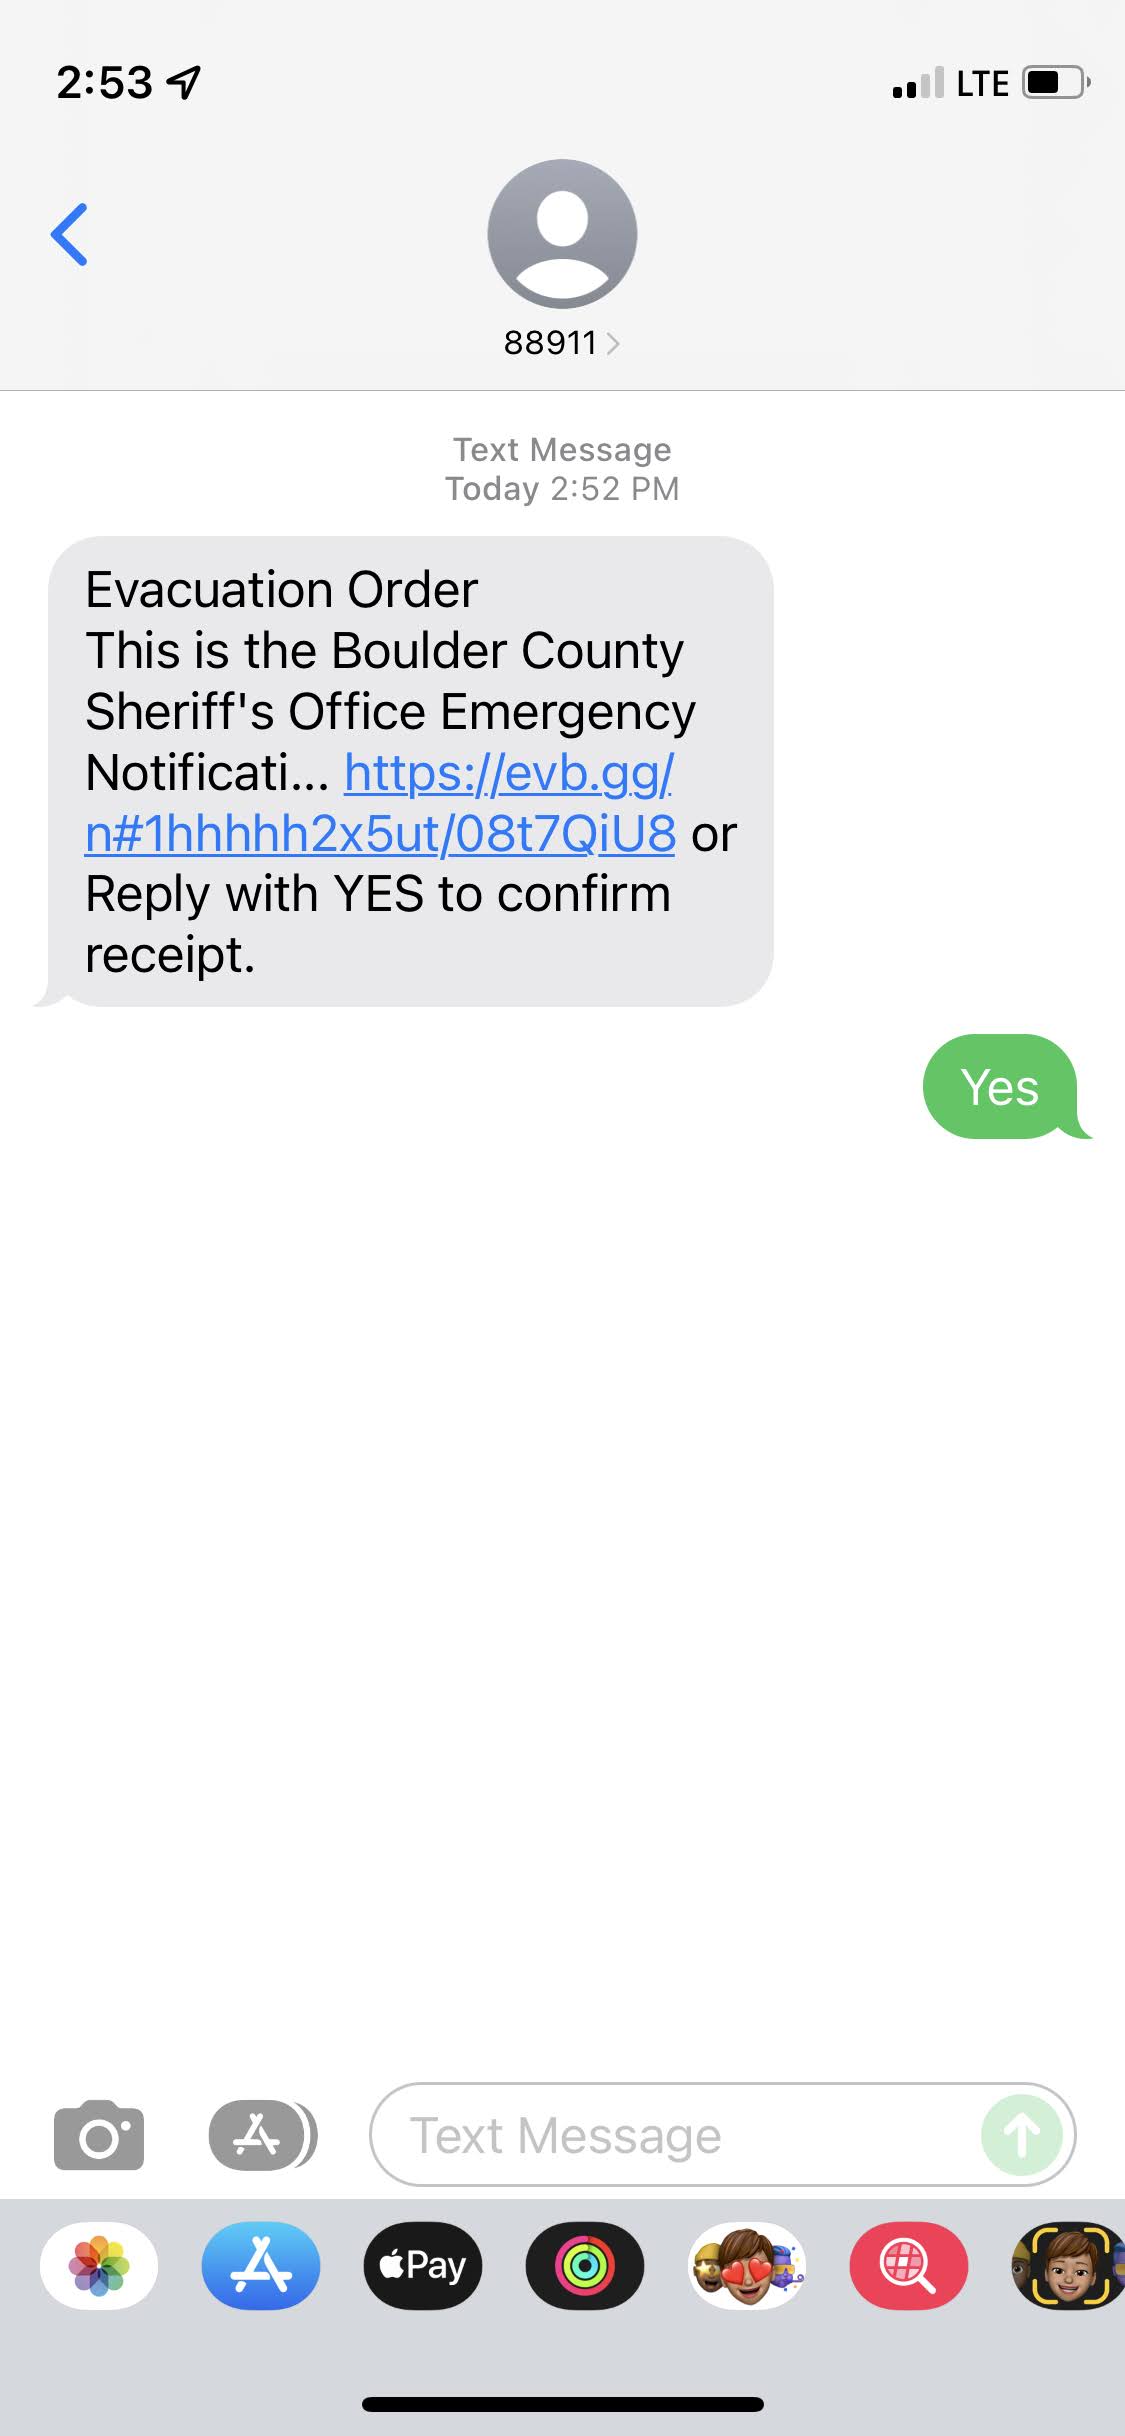 2:53
LTE
88911
Text Message
Today 2:52 PM
Evacuation Order
This is the Boulder County
Sheriff's Office Emergency
Notificati... https://evb.gg/
n#1hhhhh2x5ut/08t7QiU8 or
Reply with YES to confirm
receipt.
Yes
Text Message
Pay